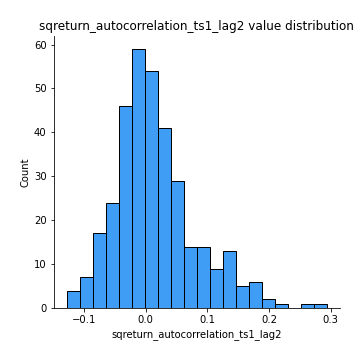 sqreturn_autocorrelation_ts1_lag2 value distribution
60
50
40
30
20
10
0
Count
−0.1 0.0 0.1 0.2 0.3
sqreturn_autocorrelation_ts1_lag2